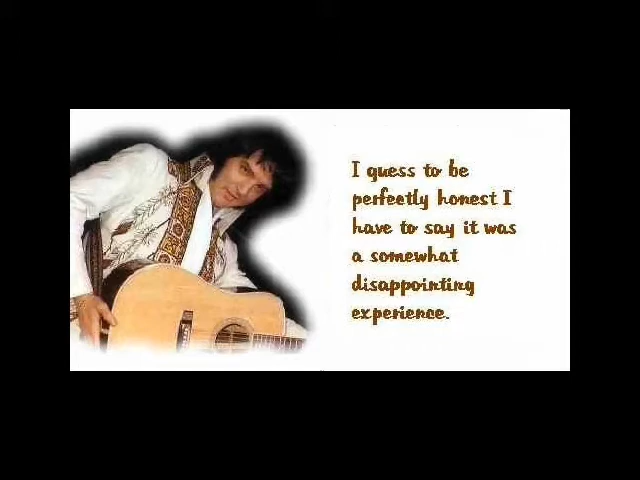 I guess to be
perfectly honest I
have to say it was
a somewhat
disappointing
experience.